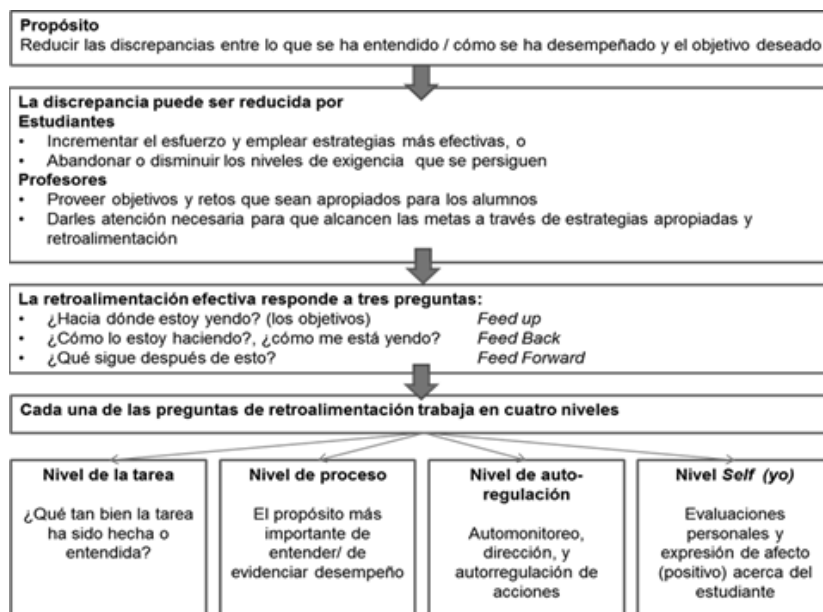 Propósito
Reducir las discrepancias entre lo que se ha entendido / cómo se ha desempeñado y el objetivo deseado
La discrepancia puede ser reducida por
Estudiantes
• Incrementar el esfuerzo y emplear estrategias más efectivas, o
• Abandonar o disminuir los niveles de exigencia que se persiguen
Profesores
• Proveer objetivos y retos que sean apropiados para los alumnos
• Darles atención necesaria para que alcancen las metas a través de estrategias apropiadas y
retroalimentación
La retroalimentación efectiva responde a tres preguntas:
• ¿Hacia dónde estoy yendo? (los objetivos) Feed up
• ¿Cómo lo estoy haciendo?, ¿cómo me está yendo? Feed Back
• ¿Qué sigue después de esto? Feed Forward
Cada una de las preguntas de retroalimentación trabaja en cuatro niveles
Nivel de la tarea
¿Qué tan bien la tarea
ha sido hecha o
entendida?
Nivel de proceso
El propósito más
importante de
entender/ de
evidenciar desempeño
Nivel de auto-
regulación
Automonitoreo,
dirección, y
autorregulación de
acciones
Nivel Self (yo)
Evaluaciones
personales y
expresión de afecto
(positivo) acerca del
estudiante